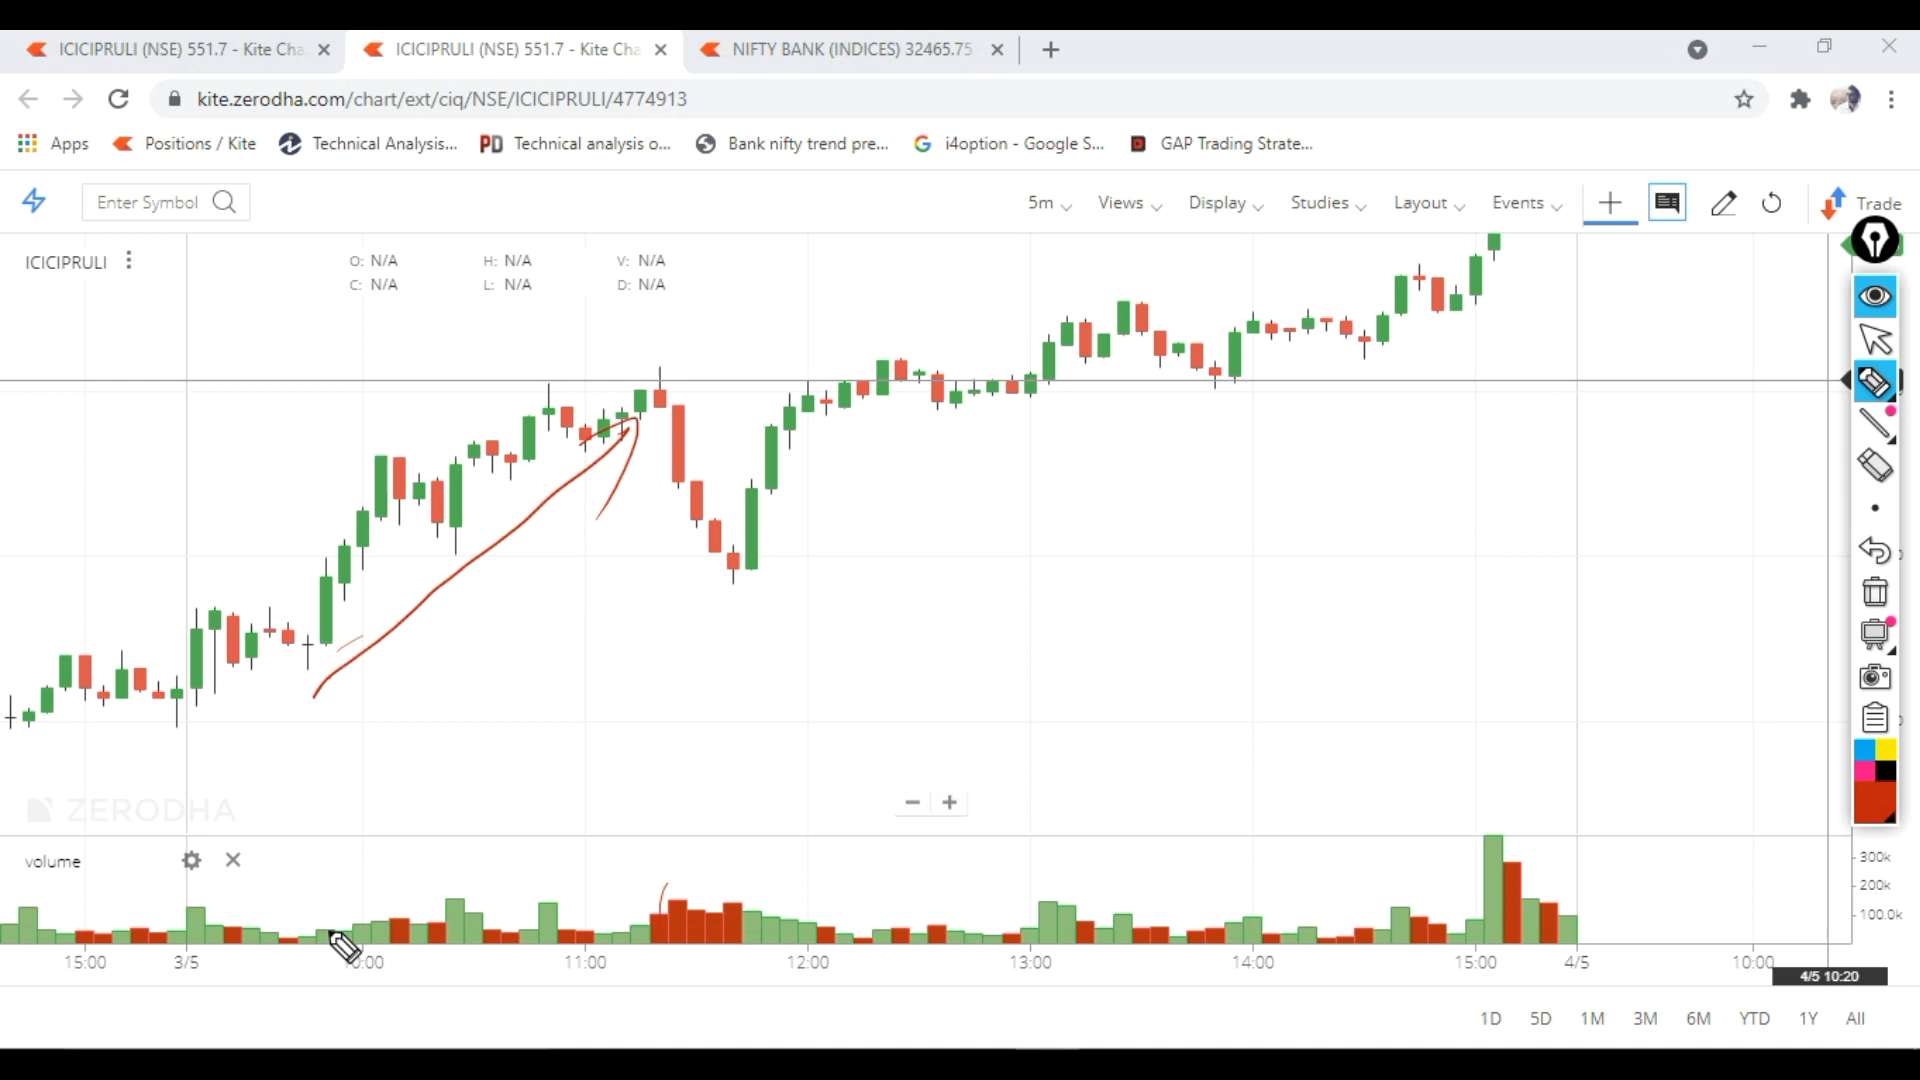 ICICIPRULI (NSE) 551.7 - Kite Cha
ICICIPRULI (NSE) 551.7 - Kite Cha
NIFTY BANK (INDICES) 32465.75
kite.zerodha.com/chart/ext/ciq/NSE/ICICIPRULI/4774913
Apps
Positions / Kite
Technical Analysis...
PD Technical analysis o...
Bank nifty trend pre...
i4option - Google S...
GAP Trading Strate...
Enter Symbol
5m
Views
Display
Studies
Layout
Events
Trade
ICICIPRULI
O: N/A H: N/A V: N/A
C: N/A L: N/A D: N/A
ZERODHA
volume
300k
200k
100.0k
15:00 3/5 10:00 11:00 12:00 13:00 14:00 15:00 4/5 10:00
4/5 10:20
1D 5D 1M 3M 6M YTD 1Y All